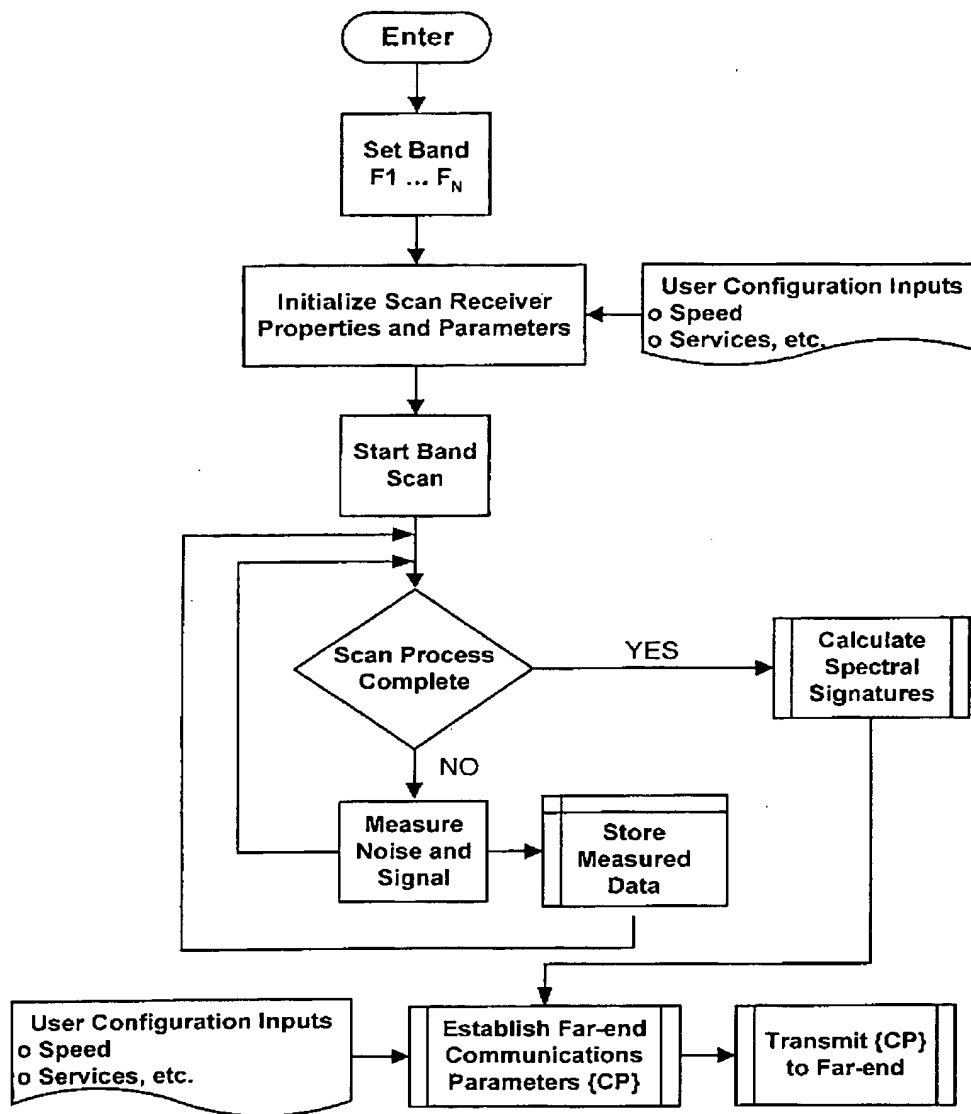 Enter
Set Band
F1 ... FN
Initialize Scan Receiver
Properties and Parameters
User Configuration Inputs
o Speed
o Services, etc.
Start Band
Scan
Scan Process
Complete
YES
Calculate
Spectral
Signatures
NO
Measure
Noise and
Signal
Store
Measured
Data
User Configuration Inputs
o Speed
o Services, etc.
Establish Far-end
Communications
Parameters {CP}
Transmit {CP}
to Far-end